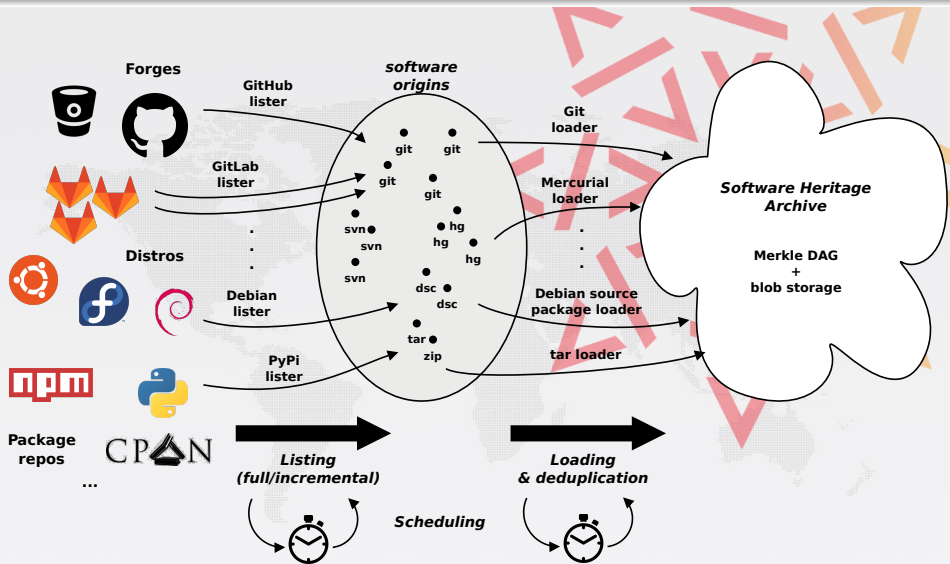 Forges
GitHub
lister
GitLab
lister
.
.
.
Distros
Debian
lister
PyPi
lister
npm
Package
repos
CPAN
...
software
origins
git
git
git
git
svn
svn
svn
hg
hg
hg
dsc
dsc
tar
zip
Git
loader
Mercurial
loader
.
.
.
Debian source
package loader
tar loader
Software Heritage
Archive
Merkle DAG
+
blob storage
Listing
(full/incremental)
Loading
& deduplication
Scheduling